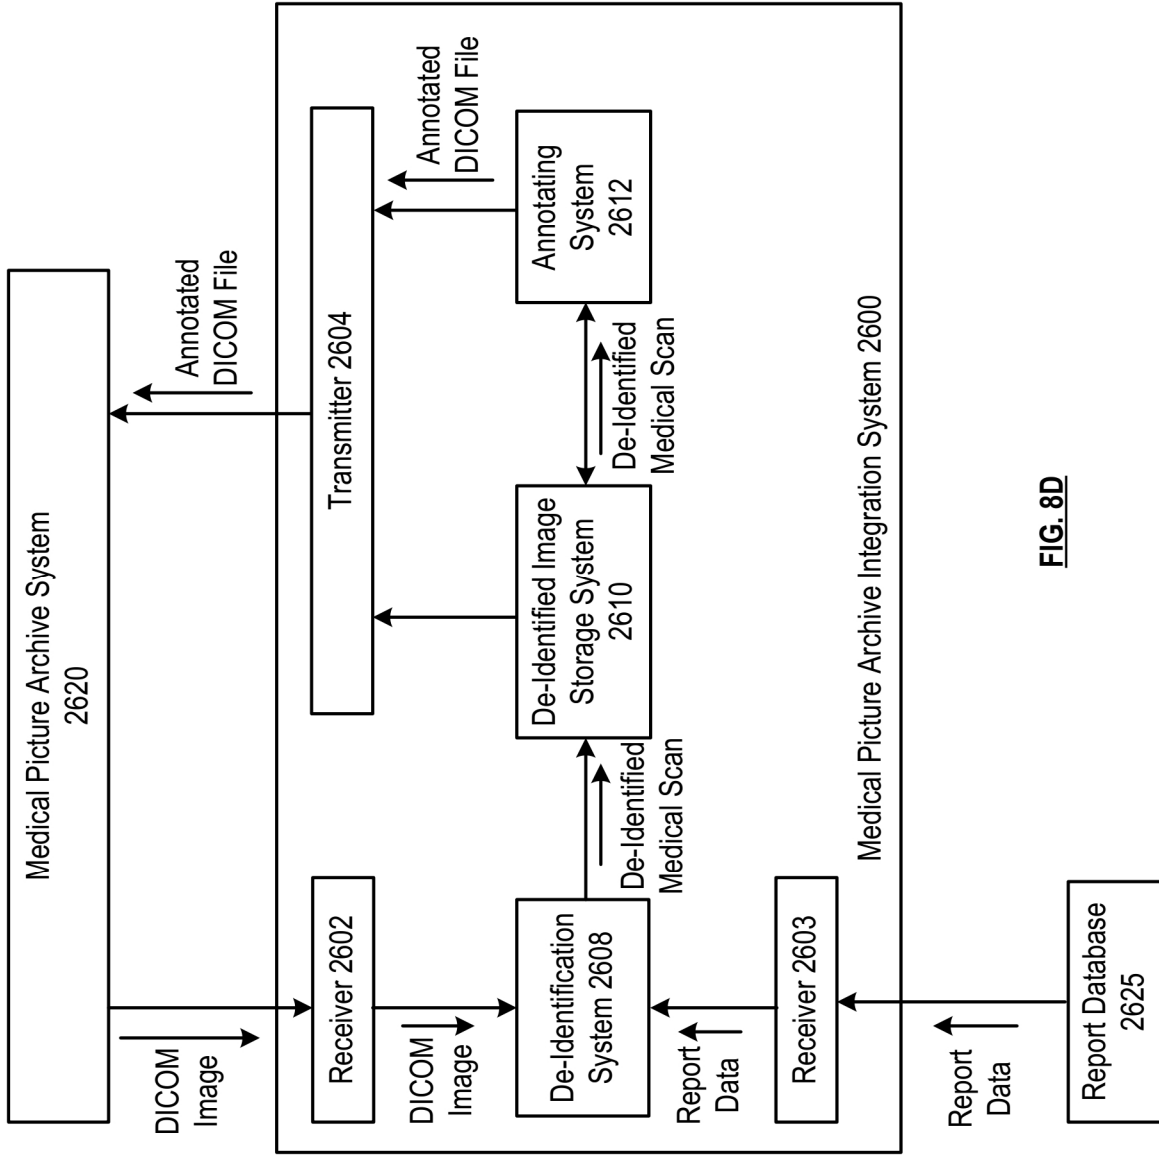 Medical Picture Archive System
2620
DICOM
Image
Annotated
DICOM File
Receiver 2602
Transmitter 2604
DICOM
Image
Annotated
DICOM File
De-Identification
System 2608
De-Identified
Medical Scan
De-Identified Image
Storage System
2610
De-Identified
Medical Scan
Annotating
System
2612
Report
Data
Receiver 2603
Medical Picture Archive Integration System 2600
Report
Data
Report Database
2625
FIG. 8D